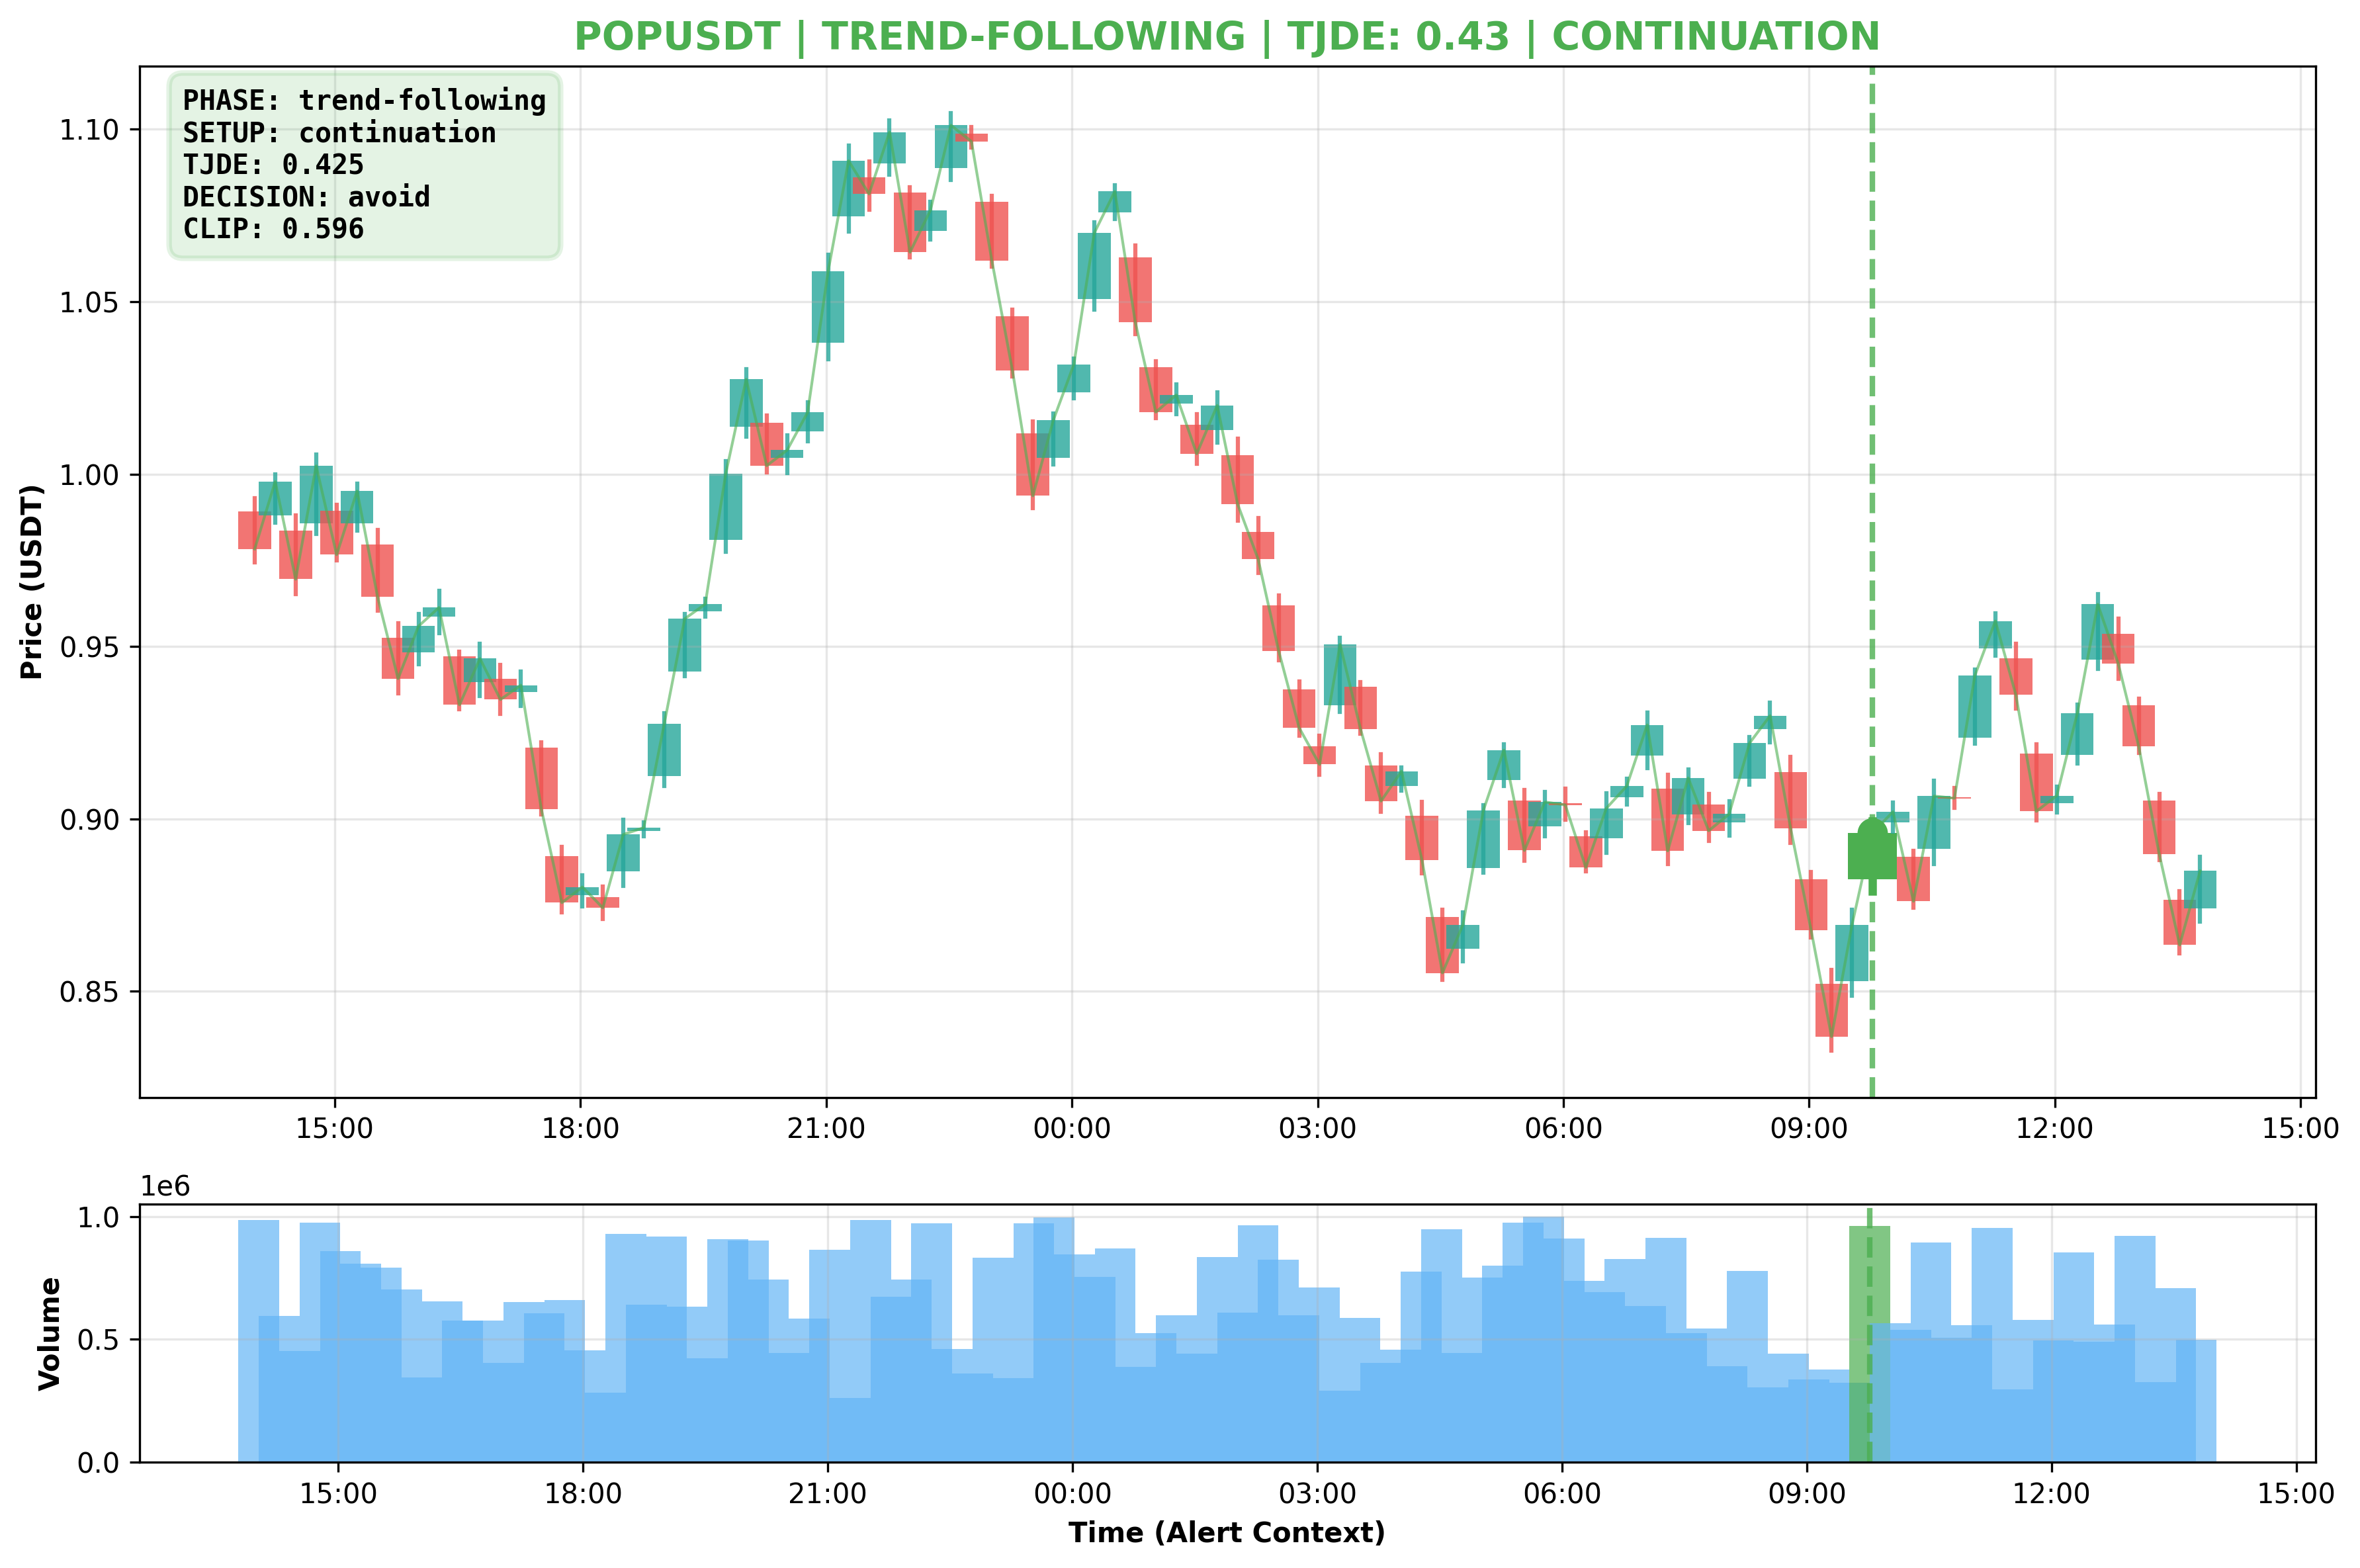 POPUSDT | TREND-FOLLOWING | TJDE: 0.43 | CONTINUATION
PHASE: trend-following
SETUP: continuation
TJDE: 0.425
DECISION: avoid
CLIP: 0.596
Price (USDT)
1.10
1.05
1.00
0.95
0.90
0.85
15:00 18:00 21:00 00:00 03:00 06:00 09:00 12:00 15:00
1e6
Volume
1.0
0.5
0.0
15:00 18:00 21:00 00:00 03:00 06:00 09:00 12:00 15:00
Time (Alert Context)